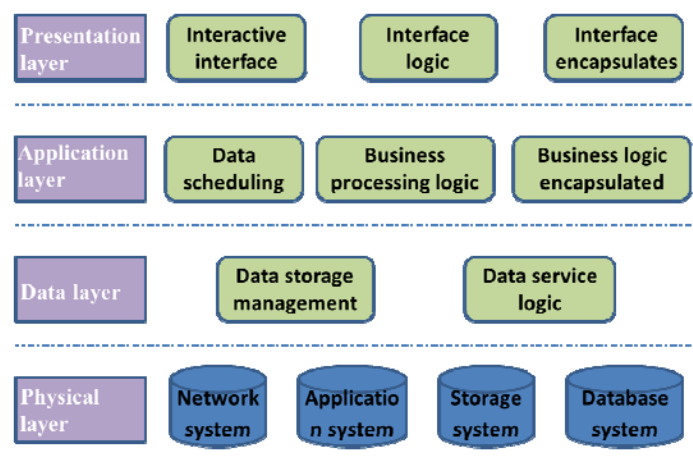 Presentation
layer
Interactive
interface
Interface
logic
Interface
encapsulates
Application
layer
Data
scheduling
Business
processing logic
Business logic
encapsulated
Data layer
Data storage
management
Data service
logic
Physical
layer
Network
system
Applicatio
n system
Storage
system
Database
system